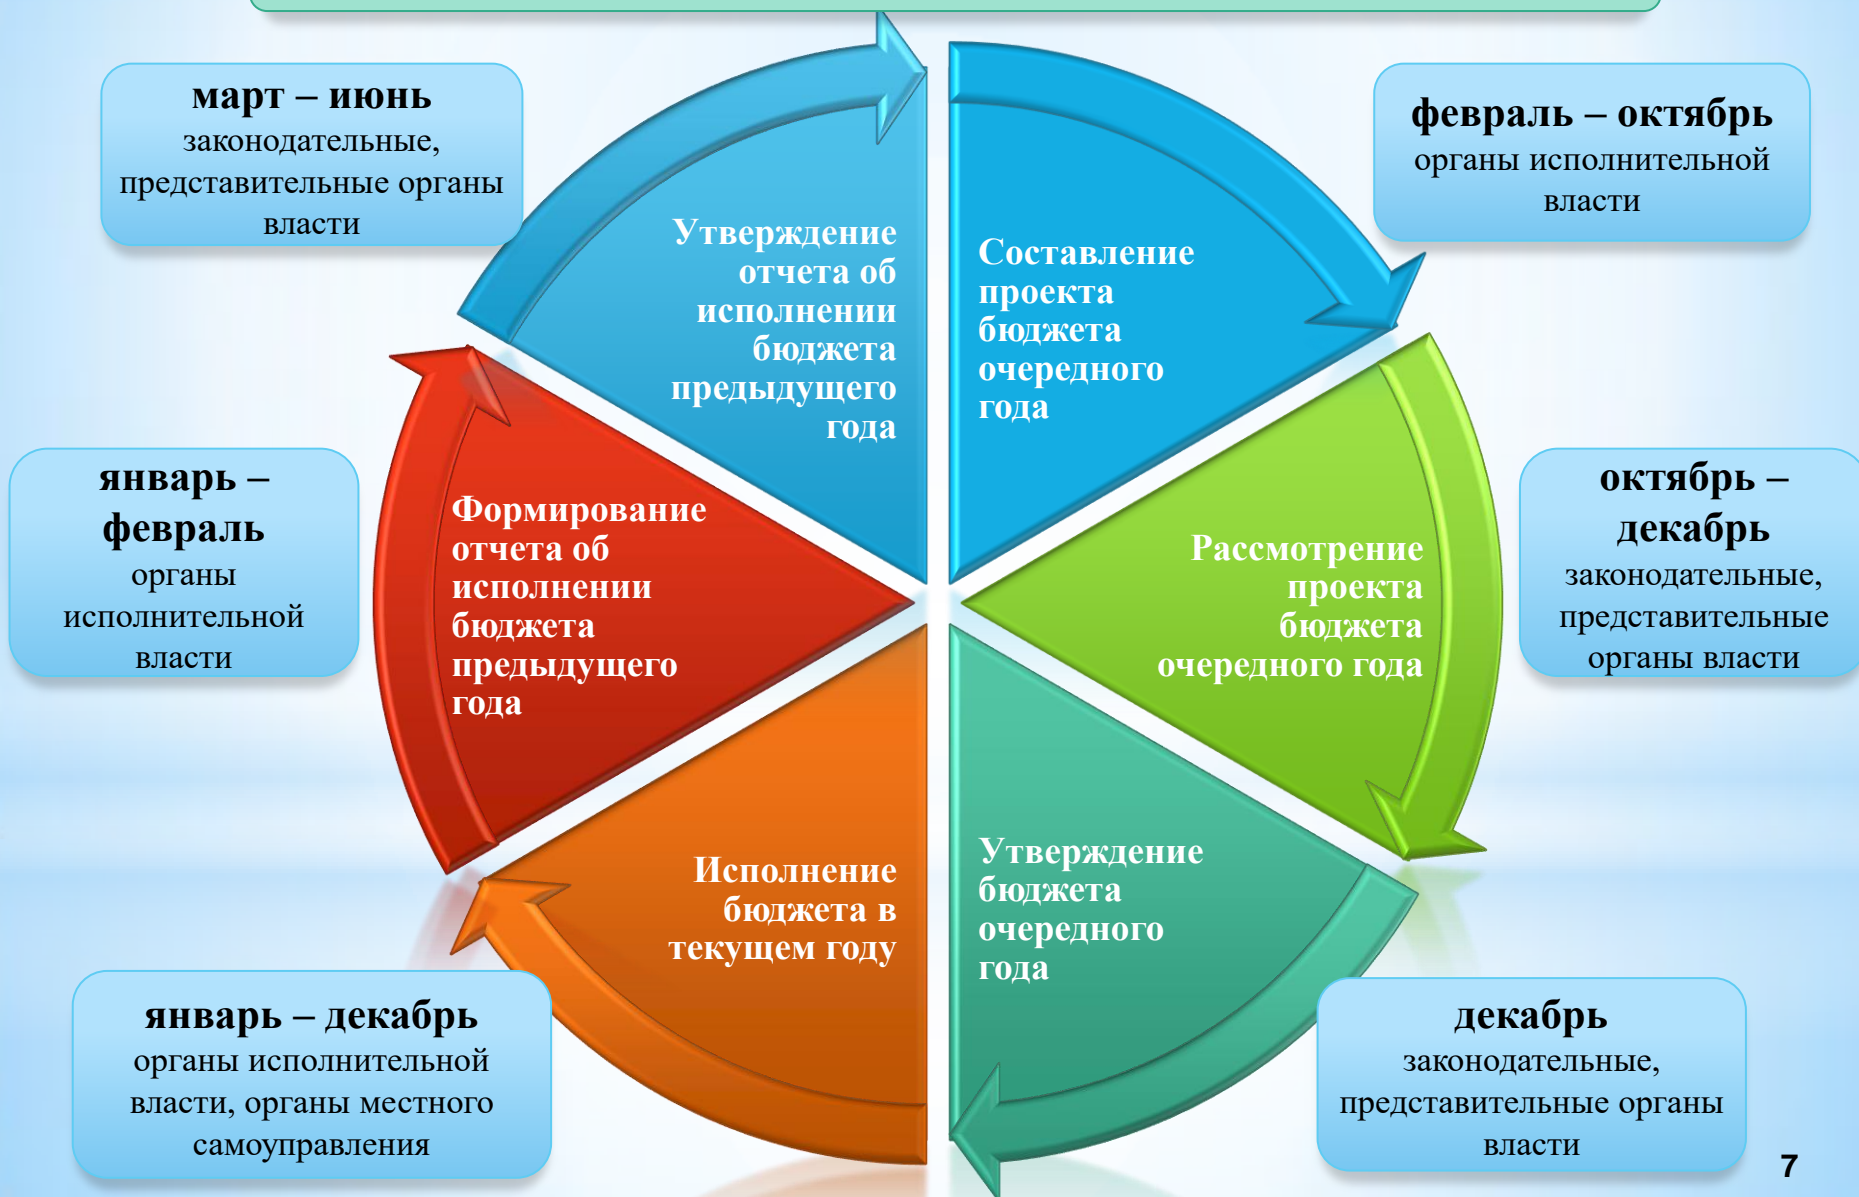 март – июнь
законодательные,
представительные органы
власти
февраль – октябрь
органы исполнительной
власти
Утверждение
отчета об
исполнении
бюджета
предыдущего
года
Составление
проекта
бюджета
очередного
года
январь –
февраль
органы
исполнительной
власти
Формирование
отчета об
исполнении
бюджета
предыдущего
года
Рассмотрение
проекта
бюджета
очередного года
октябрь –
декабрь
законодательные,
представительные
органы власти
Исполнение
бюджета в
текущем году
Утверждение
бюджета
очередного
года
январь – декабрь
органы исполнительной
власти, органы местного
самоуправления
декабрь
законодательные,
представительные органы
власти
7